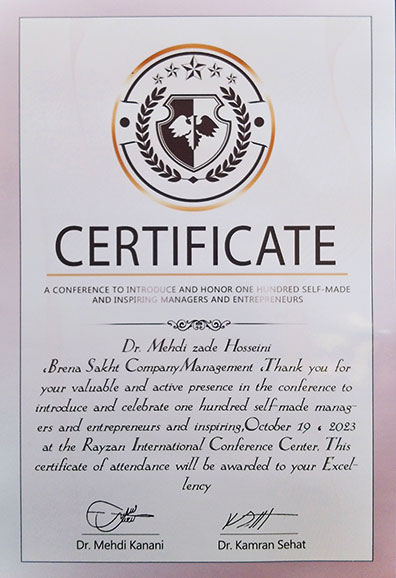 CERTIFICATE
A CONFERENCE TO INTRODUCE AND HONOR ONE HUNDRED SELF-MADE
AND INSPIRING MANAGERS AND ENTREPRENEURS
Dr. Mehdi zade Hosseini
،Brena Sakht Company Management ،Thank you for
your valuable and active presence in the conference to
introduce and celebrate one hundred self-made manag-
ers and entrepreneurs and inspiring,October 19 ، 2023
at the Rayzan International Conference Center. This
certificate of attendance will be awarded to your Excel-
lency
Dr. Mehdi Kanani
Dr. Kamran Sehat